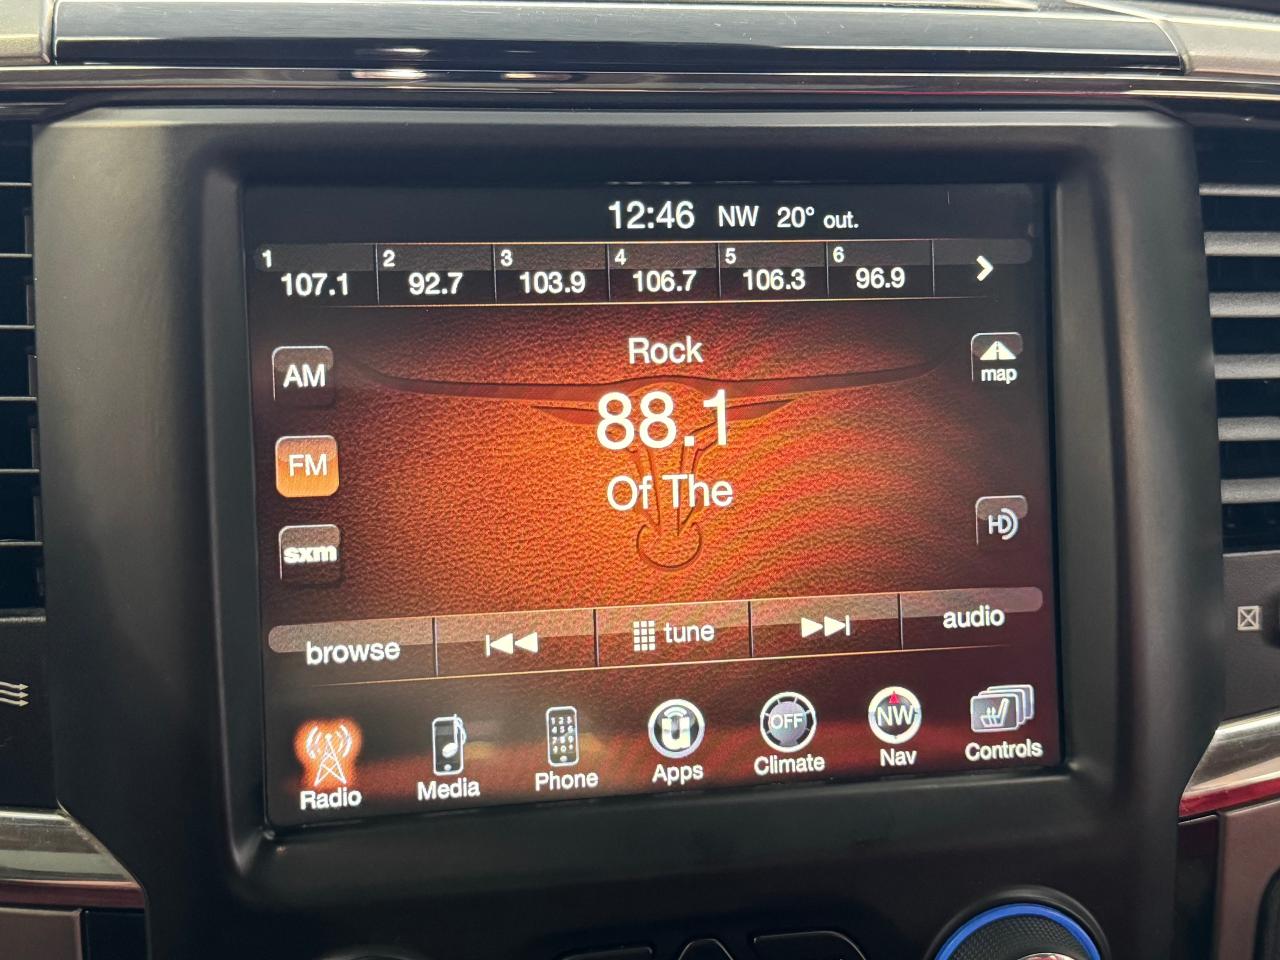 12:46 NW 20° out.
1 2 3 4 5 6
107.1 92.7 103.9 106.7 106.3 96.9
Rock
AM
map
88.1
FM
Of The
HD
sxm
browse tune audio
OFF NW
Radio Media Phone Apps Climate Nav Controls